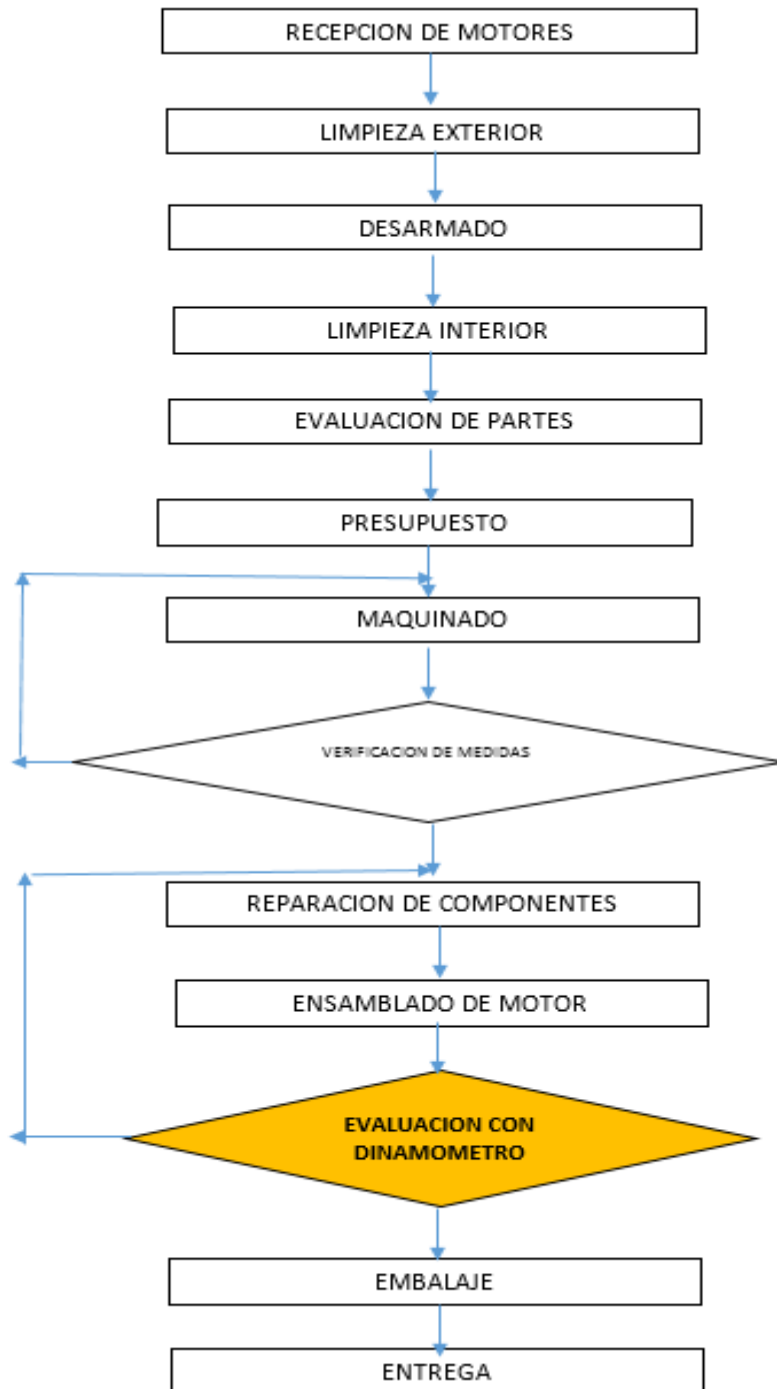 RECEPCION DE MOTORES
LIMPIEZA EXTERIOR
DESARMADO
LIMPIEZA INTERIOR
EVALUACION DE PARTES
PRESUPUESTO
MAQUINADO
VERIFICACION DE MEDIDAS
REPARACION DE COMPONENTES
ENSAMBLADO DE MOTOR
EVALUACION CON
DINAMOMETRO
EMBALAJE
ENTREGA